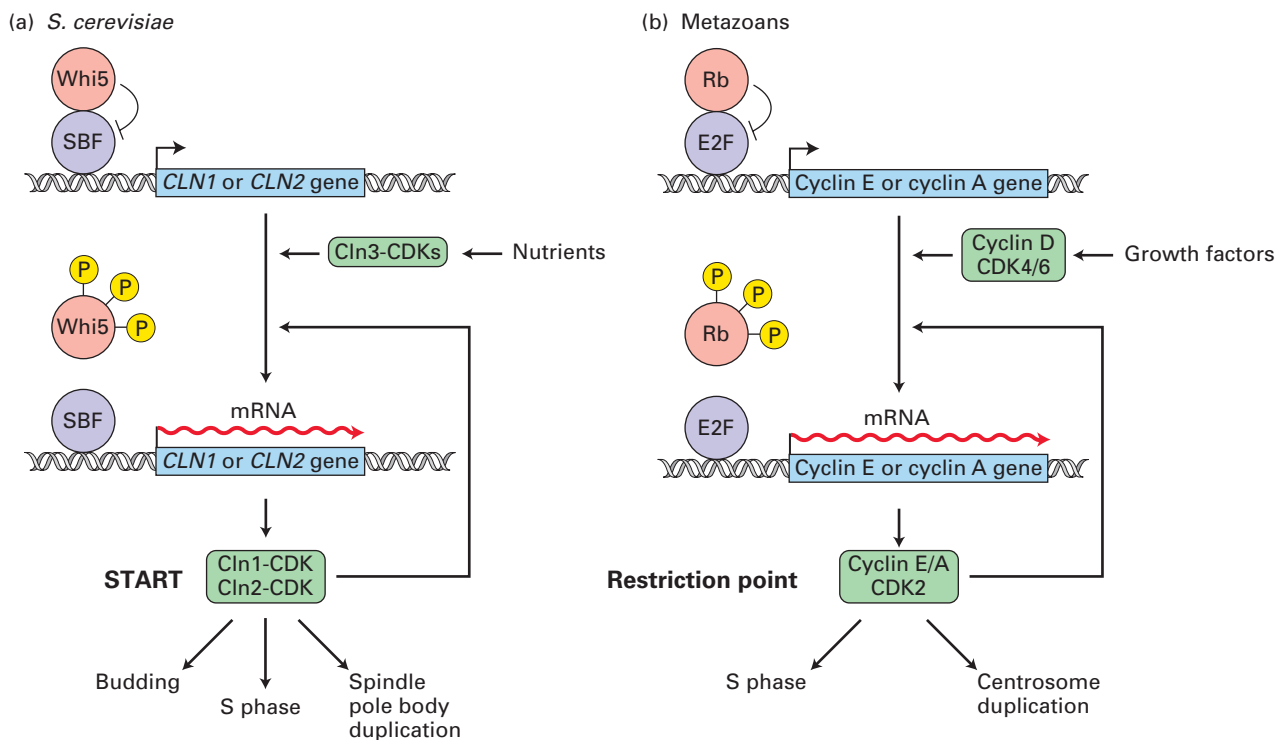 (a) S. cerevisiae
Whi5
SBF
CLN1 or CLN2 gene
Cln3-CDKs
Nutrients
P
P
P
Whi5
SBF
mRNA
CLN1 or CLN2 gene
START
Cln1-CDK
Cln2-CDK
Budding
S phase
Spindle
pole body
duplication
(b) Metazoans
Rb
E2F
Cyclin E or cyclin A gene
Cyclin D
CDK4/6
Growth factors
P
P
P
Rb
E2F
mRNA
Cyclin E or cyclin A gene
Restriction point
Cyclin E/A
CDK2
S phase
Centrosome
duplication